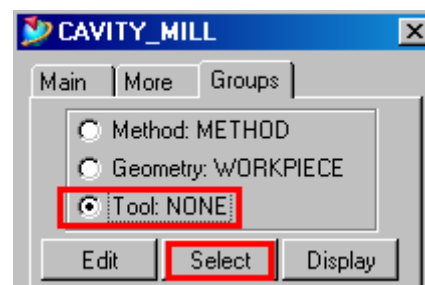 CAVITY_MILL
Main More Groups
Method: METHOD
Geometry: WORKPIECE
Tool: NONE
Edit Select Display